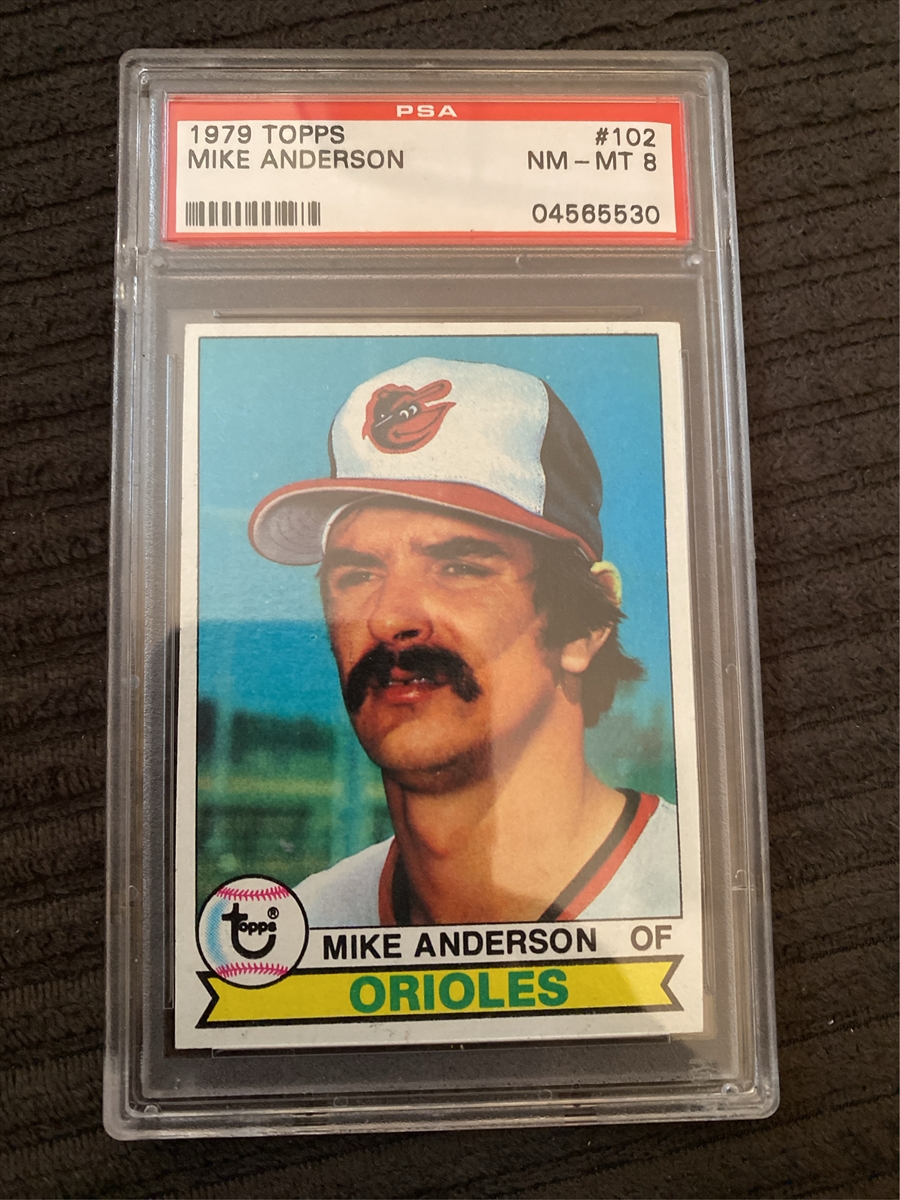 PSA
1979 TOPPS #102
MIKE ANDERSON NM-MT 8
04565530
topps®
MIKE ANDERSON OF
ORIOLES